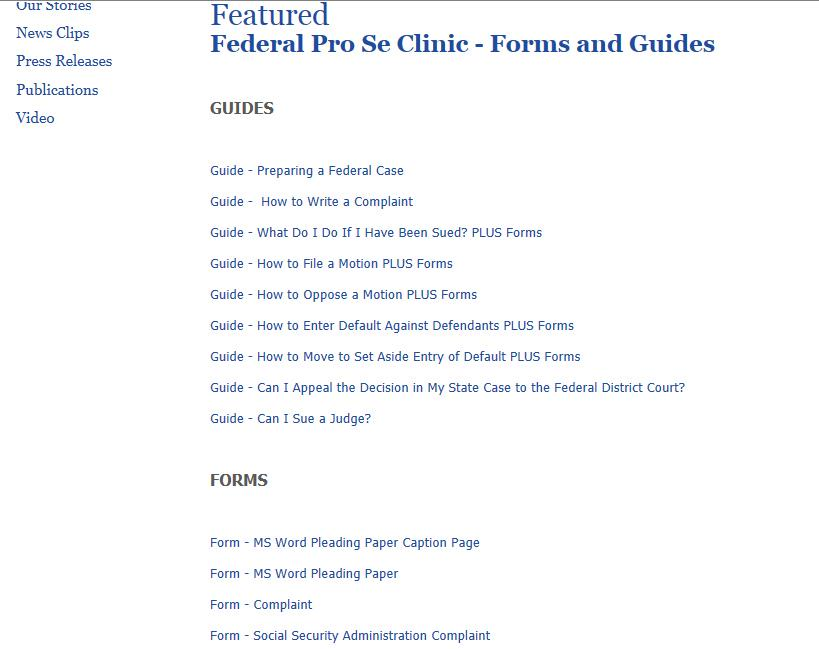 Our Stories
News Clips
Press Releases
Publications
Video
Featured
Federal Pro Se Clinic - Forms and Guides
GUIDES
Guide - Preparing a Federal Case
Guide -  How to Write a Complaint
Guide - What Do I Do If I Have Been Sued? PLUS Forms
Guide - How to File a Motion PLUS Forms
Guide - How to Oppose a Motion PLUS Forms
Guide - How to Enter Default Against Defendants PLUS Forms
Guide - How to Move to Set Aside Entry of Default PLUS Forms
Guide - Can I Appeal the Decision in My State Case to the Federal District Court?
Guide - Can I Sue a Judge?
FORMS
Form - MS Word Pleading Paper Caption Page
Form - MS Word Pleading Paper
Form - Complaint
Form - Social Security Administration Complaint